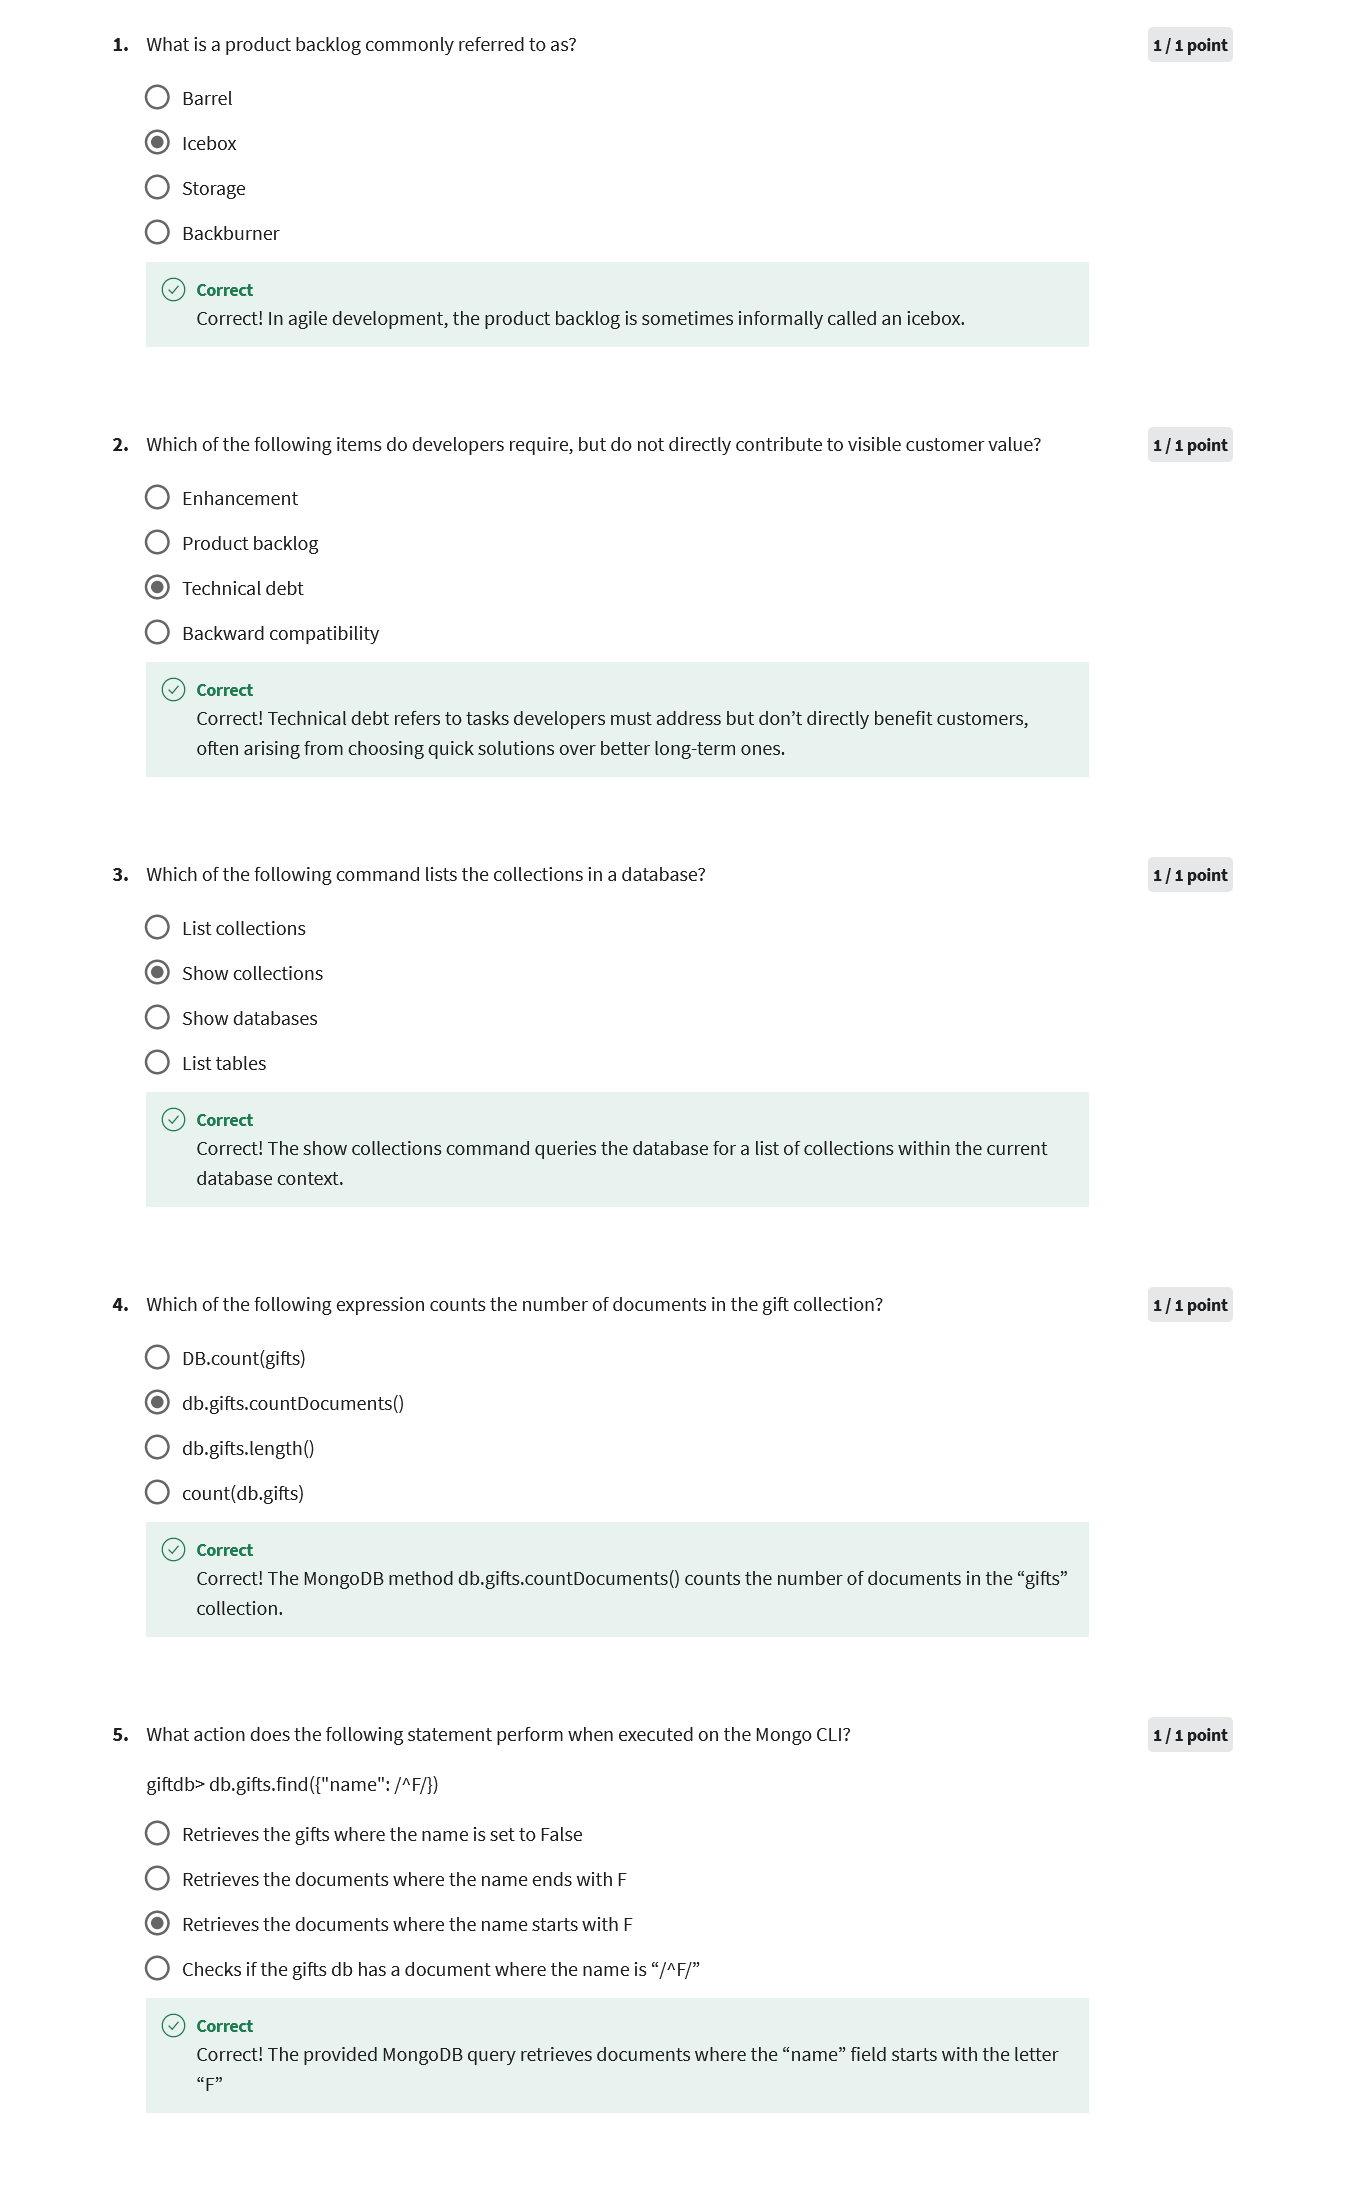 1. What is a product backlog commonly referred to as?
1 / 1 point
Barrel
Icebox
Storage
Backburner
Correct
Correct! In agile development, the product backlog is sometimes informally called an icebox.
2. Which of the following items do developers require, but do not directly contribute to visible customer value?
1 / 1 point
Enhancement
Product backlog
Technical debt
Backward compatibility
Correct
Correct! Technical debt refers to tasks developers must address but don’t directly benefit customers,
often arising from choosing quick solutions over better long-term ones.
3. Which of the following command lists the collections in a database?
1 / 1 point
List collections
Show collections
Show databases
List tables
Correct
Correct! The show collections command queries the database for a list of collections within the current
database context.
4. Which of the following expression counts the number of documents in the gift collection?
1 / 1 point
DB.count(gifts)
db.gifts.countDocuments()
db.gifts.length()
count(db.gifts)
Correct
Correct! The MongoDB method db.gifts.countDocuments() counts the number of documents in the “gifts”
collection.
5. What action does the following statement perform when executed on the Mongo CLI?
1 / 1 point
giftdb> db.gifts.find({"name": /^F/})
Retrieves the gifts where the name is set to False
Retrieves the documents where the name ends with F
Retrieves the documents where the name starts with F
Checks if the gifts db has a document where the name is “/^F/”
Correct
Correct! The provided MongoDB query retrieves documents where the “name” field starts with the letter
“F”